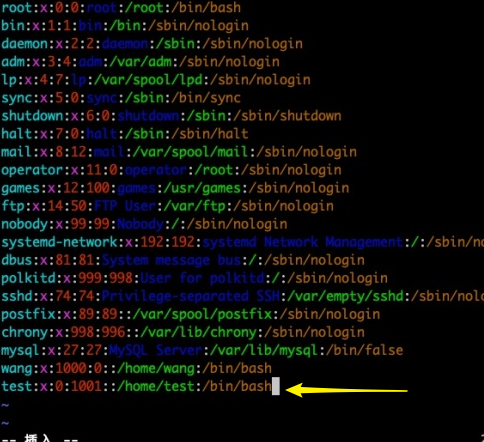 root:x:0:0:root:/root:/bin/bash
bin:x:1:1:bin:/bin:/sbin/nologin
daemon:x:2:2:daemon:/sbin:/sbin/nologin
adm:x:3:4:adm:/var/adm:/sbin/nologin
lp:x:4:7:lp:/var/spool/lpd:/sbin/nologin
sync:x:5:0:sync:/sbin:/bin/sync
shutdown:x:6:0:shutdown:/sbin:/sbin/shutdown
halt:x:7:0:halt:/sbin:/sbin/halt
mail:x:8:12:mail:/var/spool/mail:/sbin/nologin
operator:x:11:0:operator:/root:/sbin/nologin
games:x:12:100:games:/usr/games:/sbin/nologin
ftp:x:14:50:FTP User:/var/ftp:/sbin/nologin
nobody:x:99:99:Nobody:/:/sbin/nologin
systemd-network:x:192:192:systemd Network Management:/:/sbin/nolo
dbus:x:81:81:System message bus:/:/sbin/nologin
polkitd:x:999:998:User for polkitd:/:/sbin/nologin
sshd:x:74:74:Privilege-separated SSH:/var/empty/sshd:/sbin/nolo
postfix:x:89:89::/var/spool/postfix:/sbin/nologin
chrony:x:998:996::/var/lib/chrony:/sbin/nologin
mysql:x:27:27:MySQL Server:/var/lib/mysql:/bin/false
wang:x:1000:0::/home/wang:/bin/bash
test:x:0:1001::/home/test:/bin/bash
~
~
-- 插入 --